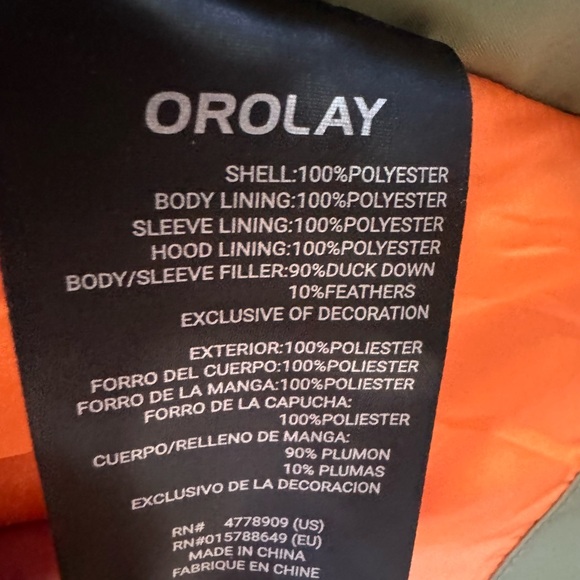 OROLAY
SHELL:100%POLYESTER
BODY LINING:100%POLYESTER
SLEEVE LINING:100%POLYESTER
HOOD LINING:100%POLYESTER
BODY/SLEEVE FILLER:90%DUCK DOWN
10%FEATHERS
EXCLUSIVE OF DECORATION
EXTERIOR:100%POLIESTER
FORRO DEL CUERPO:100%POLIESTER
FORRO DE LA MANGA:100%POLIESTER
FORRO DE LA CAPUCHA:
100%POLIESTER
CUERPO/RELLENO DE MANGA:
90% PLUMON
10% PLUMAS
EXCLUSIVO DE LA DECORACION
RN# 4778909 (US)
RN#015788649 (EU)
MADE IN CHINA
FABRIQUE EN CHINE